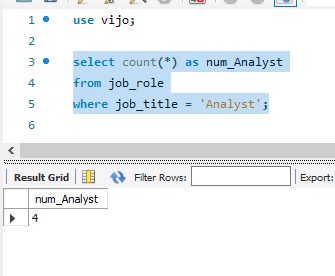 1 use vijo;
2
3 select count(*) as num_Analyst
4 from job_role
5 where job_title = 'Analyst';
6
Result Grid Filter Rows: Export:
num_Analyst
4